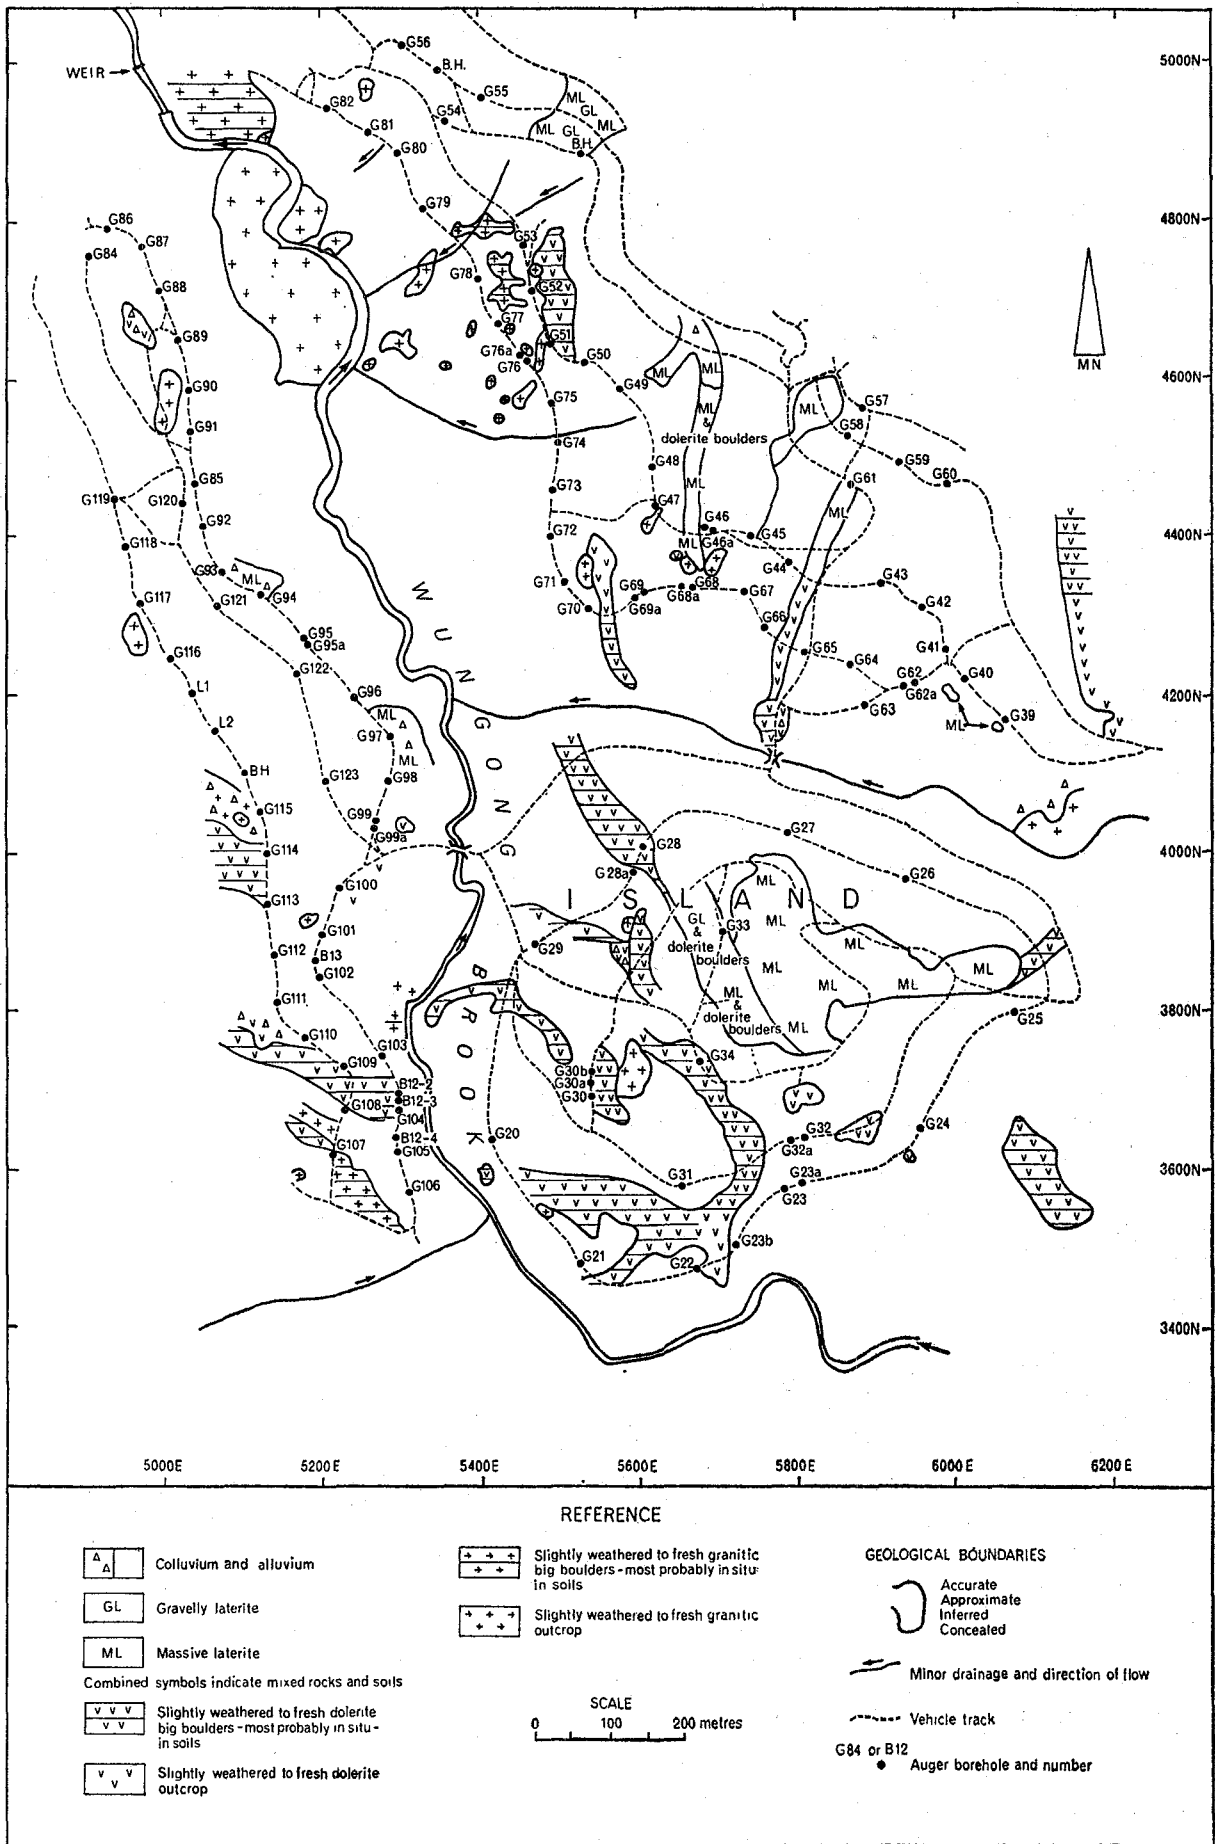 G56
5000N
WEIR
B.H.
G55
ML
GL
G82
G54
G81
ML
GL
ML
B.H.
G80
G79
4800N
G86
G87
G84
G53
G78
G52
G88
G77
G89
G76a
G76
G51
G50
MN
ML
ML
4600N
G90
G75
G49
ML
&
dolerite boulders
ML
G57
G91
G74
G58
G48
G59
G60
G85
G73
ML
G61
G119
G120
G47
ML
G92
G72
G46
G46a
G45
4400N
G118
ML
G93
ML
G44
G43
G71
G69
G68
G67
G94
G68a
G117
G121
G70
G69a
G42
G66
G95
G95a
G41
G116
G65
G64
G122
G62
G40
L1
G96
G62a
4200N
G63
G39
ML
L2
ML
G97
ML
BH
G123
G98
G115
G99
G99a
G27
G114
G28
4000N
G28a
G26
G100
ML
G113
WUNGONG
ISLAND
GL
&
dolerite
boulders
G33
ML
G101
G29
ML
G112
B13
G102
ML
ML
ML
ML
G111
ML
&
dolerite
boulders
ML
3800N
G25
G110
BROOK
G103
G34
G109
G30b
G30a
B12-2
B12-3
G30
G108
G104
G32
G24
B12-4
G20
G107
G105
G32a
G31
G23a
3600N
G106
G23
G23b
G21
G22
3400N
5000E 5200E 5400E 5600E 5800E 6000E 6200E
REFERENCE
Colluvium and alluvium
GL Gravelly laterite
ML Massive laterite
Combined symbols indicate mixed rocks and soils
Slightly weathered to fresh dolerite
big boulders-most probably in situ-
in soils
Slightly weathered to fresh dolerite
outcrop
Slightly weathered to fresh granitic
big boulders-most probably in situ-
in soils
Slightly weathered to fresh granitic
outcrop
SCALE
0 100 200 metres
GEOLOGICAL BOUNDARIES
Accurate
Approximate
Inferred
Concealed
Minor drainage and direction of flow
Vehicle track
G84 or B12
Auger borehole and number